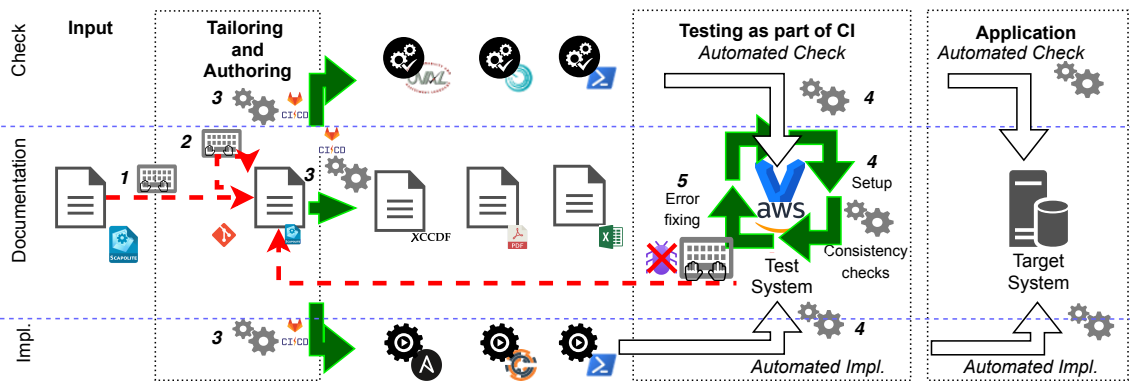 Check
Input
Tailoring
and
Authoring
3
CI/CD
OVAL
Testing as part of CI
Automated Check
4
Application
Automated Check
Documentation
1
SCAPOLITE
2
CI/CD
3
XCCDF
PDF
5
Error
fixing
aws
4
Setup
Consistency
checks
Test
System
Target
System
Impl.
3
CI/CD
4
Automated Impl.
Automated Impl.